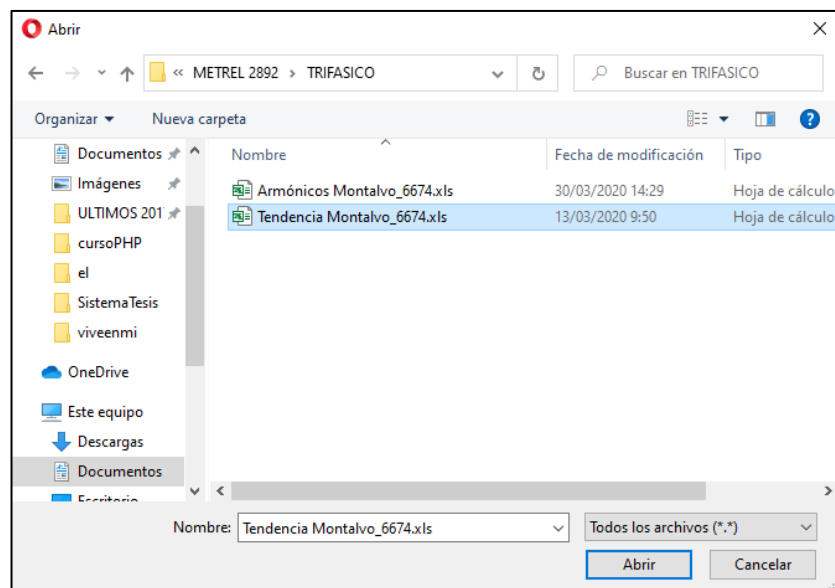 Abrir
« METREL 2892 > TRIFASICO
Buscar en TRIFASICO
Organizar
Nueva carpeta
Documentos
Imágenes
ULTIMOS 201
cursoPHP
el
SistemaTesis
viveenmi
OneDrive
Este equipo
Descargas
Documentos
Escritorio
Nombre Fecha de modificación Tipo
Armónicos Montalvo_6674.xls 30/03/2020 14:29 Hoja de cálculo
Tendencia Montalvo_6674.xls 13/03/2020 9:50 Hoja de cálculo
Nombre: Tendencia Montalvo_6674.xls Todos los archivos (*.*)
Abrir Cancelar